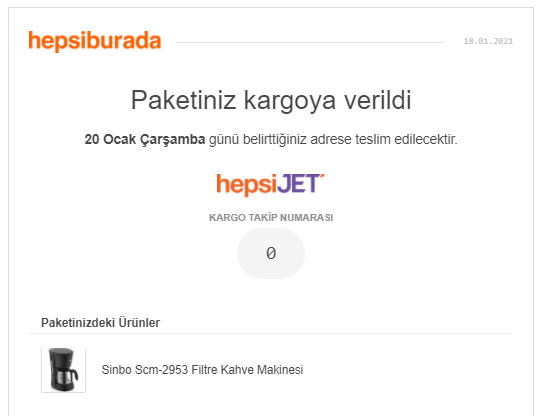 hepsiburada
18.01.2021
Paketiniz kargoya verildi
20 Ocak Çarşamba günü belirttiğiniz adrese teslim edilecektir.
hepsiJET
KARGO TAKİP NUMARASI
0
Paketinizdeki Ürünler
Sinbo Scm-2953 Filtre Kahve Makinesi